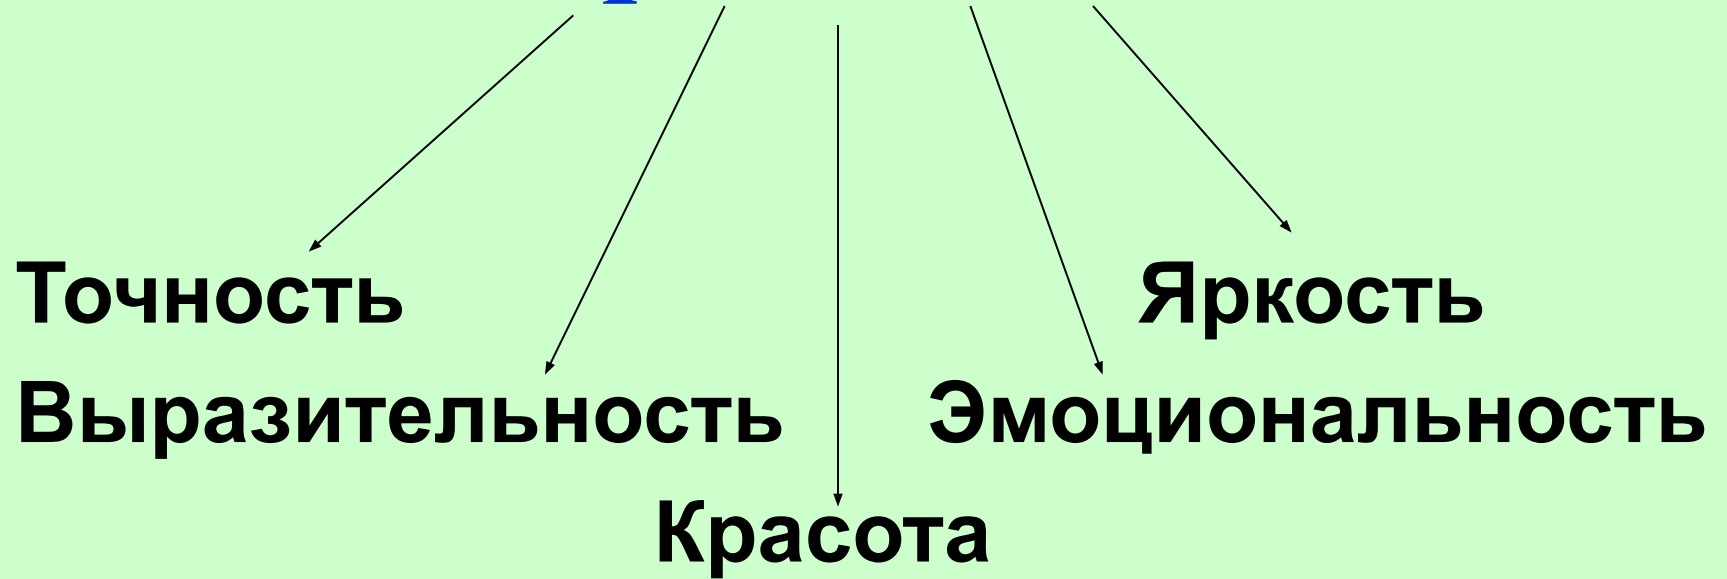 Точность Яркость
Выразительность Эмоциональность
Красота